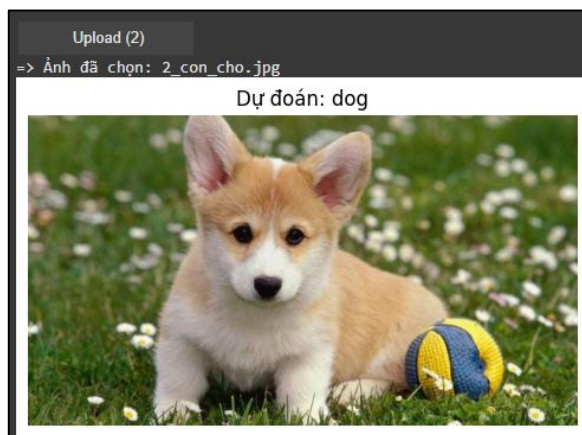 Upload (2)
=> Ảnh đã chọn: 2_con_cho.jpg
Dự đoán: dog